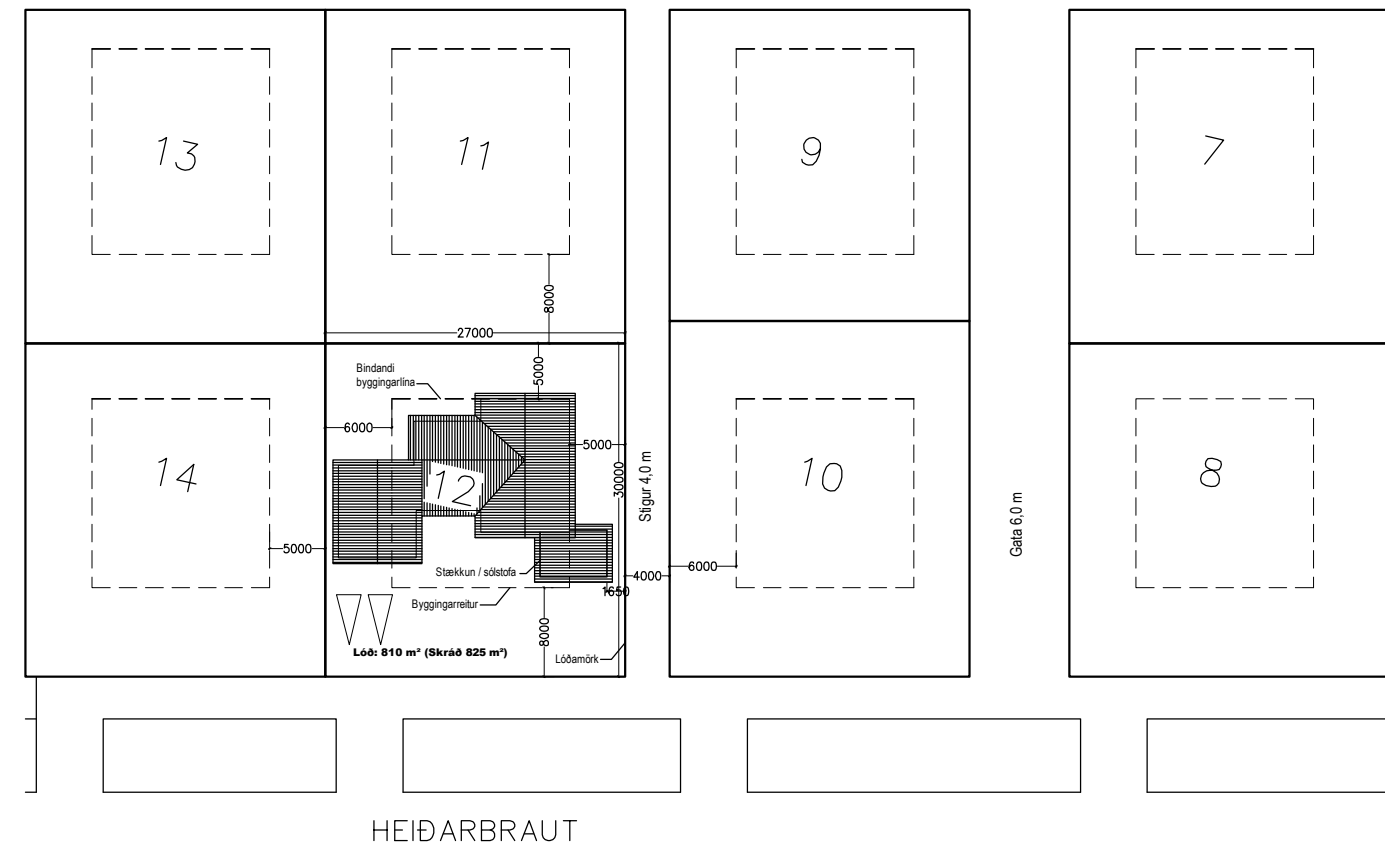 13
11
9
7
8000
27000
Bindandi
byggingarlína
5000
6000
5000
30000
Stígur 4,0 m
14
12
10
8
Gata 6,0 m
5000
Stækkun / sólstofa
4000
6000
1650
Byggingarreitur
8000
Lóð: 810 m² (Skráð 825 m²)
Lóðamörk
HEIÐARBRAUT